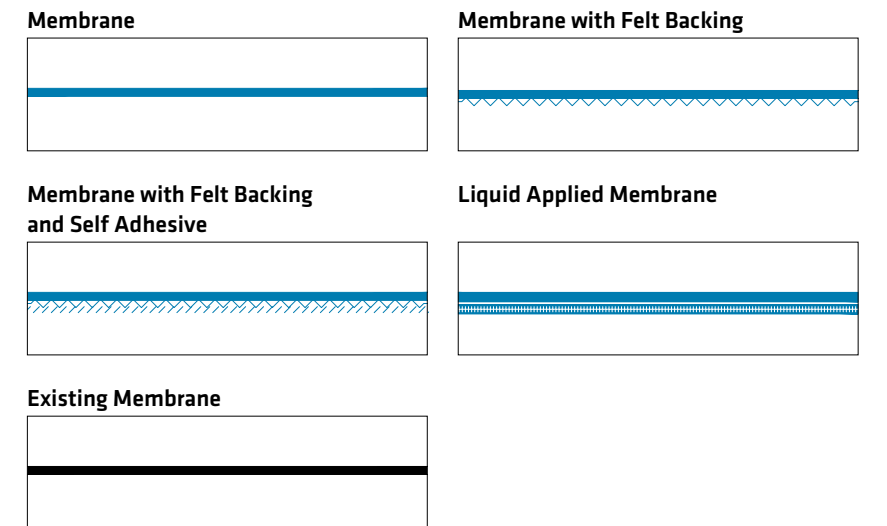 Membrane
Membrane with Felt Backing
Membrane with Felt Backing
and Self Adhesive
Liquid Applied Membrane
Existing Membrane